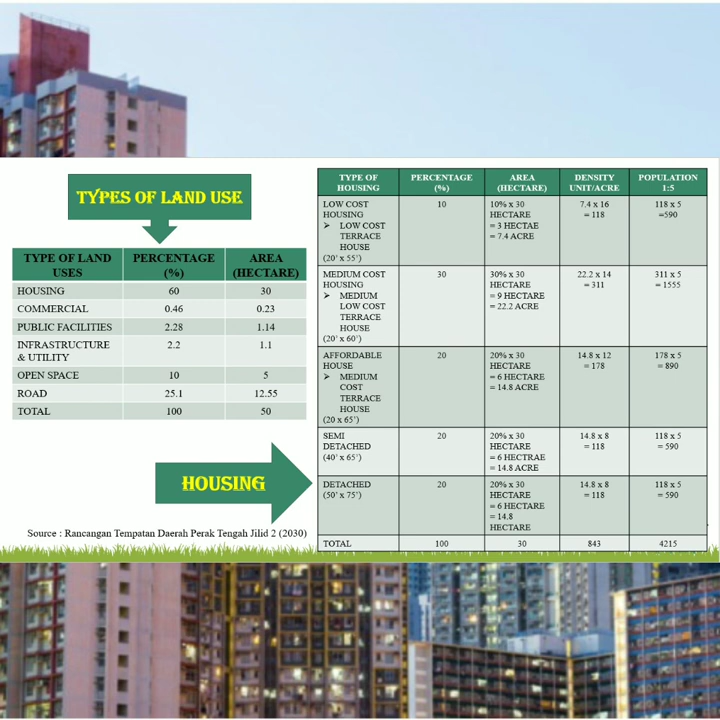 TYPES OF LAND USE
TYPE OF LAND USES
PERCENTAGE (%)
AREA (HECTARE)
HOUSING 60 30
COMMERCIAL 0.46 0.23
PUBLIC FACILITIES 2.28 1.14
INFRASTRUCTURE & UTILITY 2.2 1.1
OPEN SPACE 10 5
ROAD 25.1 12.55
TOTAL 100 50
HOUSING
Source : Rancangan Tempatan Daerah Perak Tengah Jilid 2 (2030)
TYPE OF HOUSING
PERCENTAGE (%)
AREA (HECTARE)
DENSITY UNIT/ACRE
POPULATION 1:5
LOW COST HOUSING
➢ LOW COST TERRACE HOUSE
(20' x 55')
10
10% x 30
HECTARE
= 3 HECTAE
= 7.4 ACRE
7.4 x 16
= 118
118 x 5
=590
MEDIUM COST HOUSING
➢ MEDIUM LOW COST TERRACE HOUSE
(20' x 60')
30
30% x 30
HECTARE
= 9 HECTARE
= 22.2 ACRE
22.2 x 14
= 311
311 x 5
= 1555
AFFORDABLE HOUSE
➢ MEDIUM COST TERRACE HOUSE
(20 x 65')
20
20% x 30
HECTARE
= 6 HECTARE
= 14.8 ACRE
14.8 x 12
= 178
178 x 5
= 890
SEMI DETACHED
(40' x 65')
20
20% x 30
HECTARE
= 6 HECTRAE
= 14.8 ACRE
14.8 x 8
= 118
118 x 5
= 590
DETACHED
(50' x 75')
20
20% x 30
HECTARE
= 6 HECTARE
= 14.8
HECTARE
14.8 x 8
= 118
118 x 5
= 590
TOTAL 100 30 843 4215